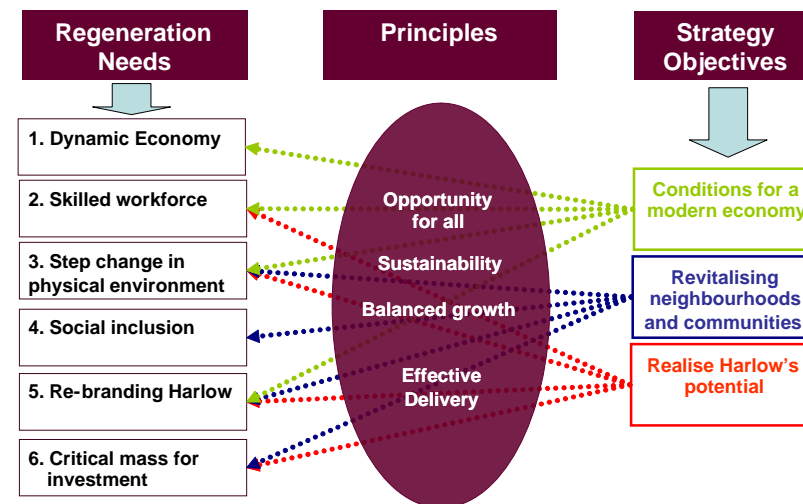 Regeneration
Needs
Principles
Strategy
Objectives
1. Dynamic Economy
2. Skilled workforce
3. Step change in
physical environment
4. Social inclusion
5. Re-branding Harlow
6. Critical mass for
investment
Opportunity
for all
Sustainability
Balanced growth
Effective
Delivery
Conditions for a
modern economy
Revitalising
neighbourhoods
and communities
Realise Harlow's
potential